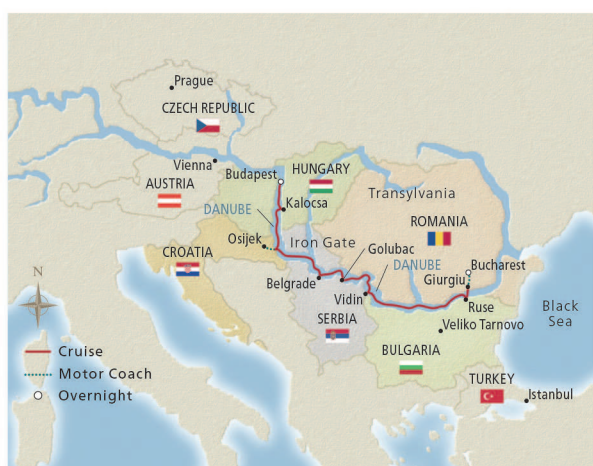 Prague
CZECH REPUBLIC
Vienna
Budapest
HUNGARY
AUSTRIA
Transylvania
DANUBE
Kalocsa
ROMANIA
Osijek
Iron Gate
CROATIA
Golubac
DANUBE
Bucharest
Belgrade
Giurgiu
Vidin
Ruse
Black
Sea
SERBIA
Veliko Tarnovo
BULGARIA
TURKEY
Istanbul
N
Cruise
Motor Coach
Overnight